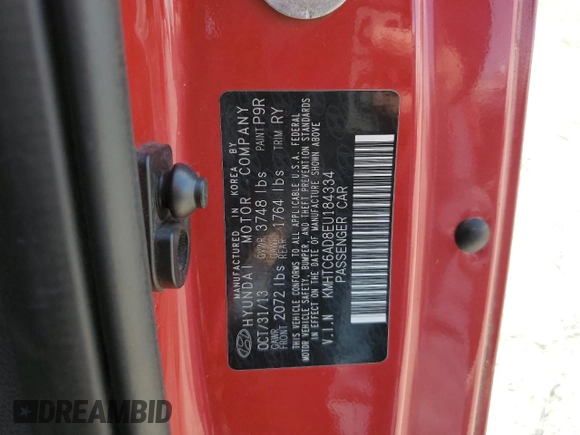 MANUFACTURED IN KOREA BY
HYUNDAI MOTOR COMPANY
OCT/31/13 GVWR 3748 lbs PAINT P9R
GAWR FRONT 2072 lbs GAWR REAR 1764 lbs TRIM RY
THIS VEHICLE CONFORMS TO ALL APPLICABLE U.S.A. FEDERAL
MOTOR VEHICLE SAFETY, BUMPER AND THEFT PREVENTION STANDARDS
IN EFFECT ON THE DATE OF MANUFACTURE SHOWN ABOVE
V.I.N KMHTC6AD8EU184334
PASSENGER CAR
DREAMBID